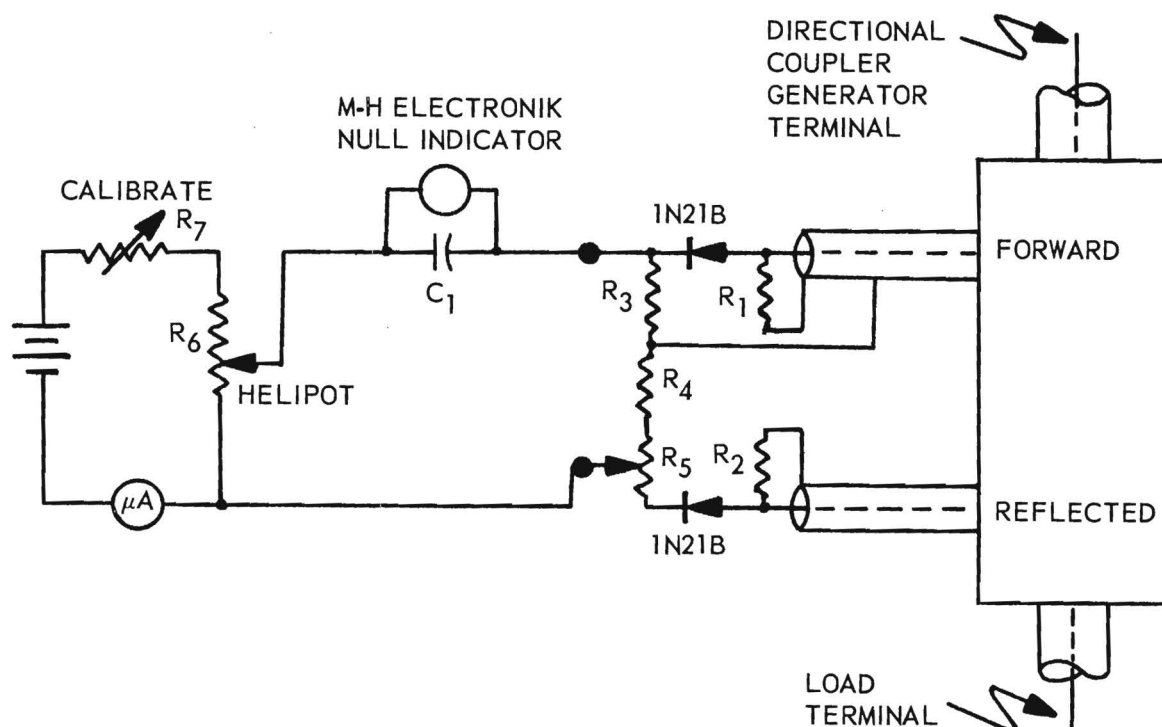 DIRECTIONAL
COUPLER
GENERATOR
TERMINAL
M-H ELECTRONIK
NULL INDICATOR
CALIBRATE
R7
1N21B
FORWARD
C1
R3
R1
R6
HELIPOT
R4
R5
R2
μA
1N21B
REFLECTED
LOAD
TERMINAL